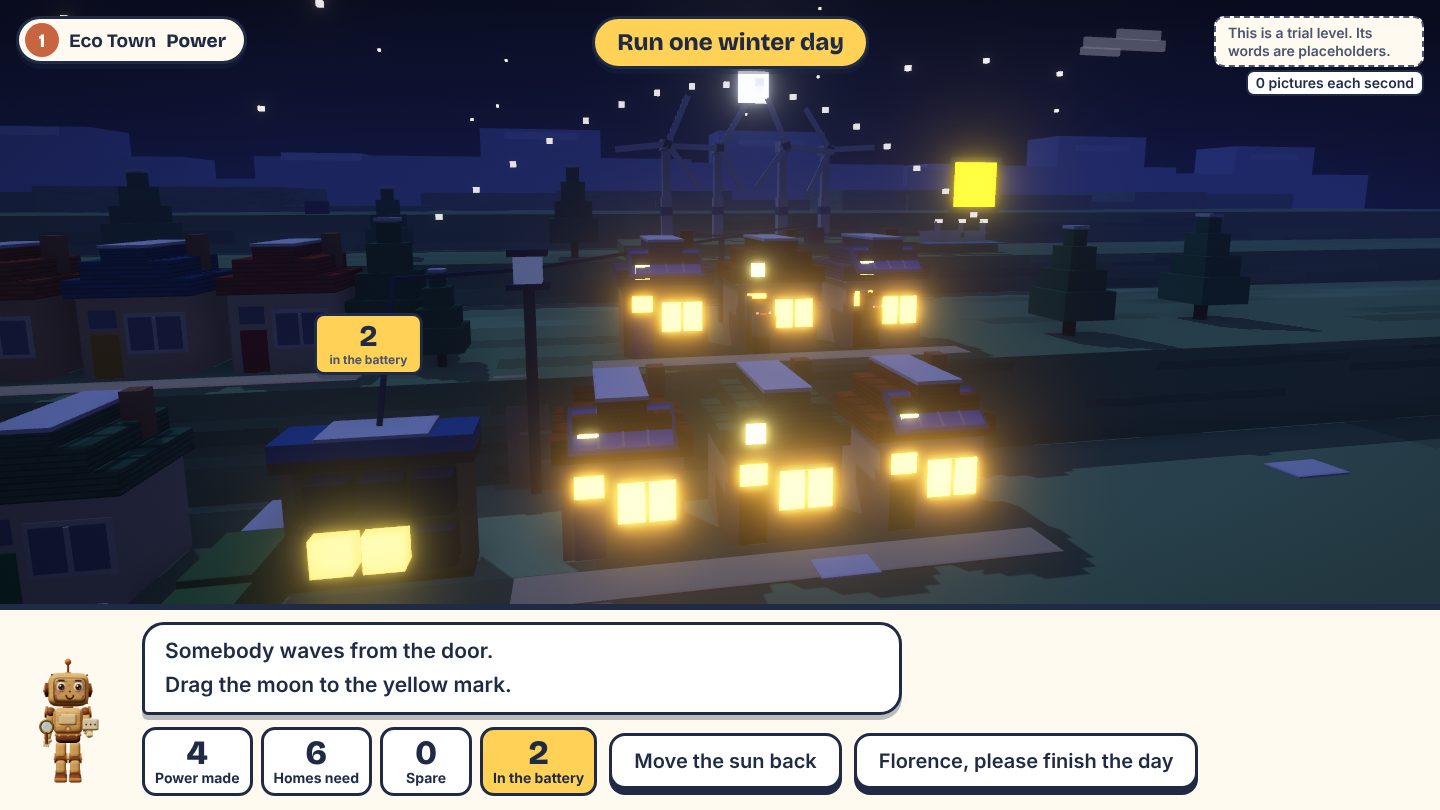 1 Eco Town Power
Run one winter day
This is a trial level. Its
words are placeholders.
0 pictures each second
2
in the battery
Somebody waves from the door.
Drag the moon to the yellow mark.
4
Power made
6
Homes need
0
Spare
2
In the battery
Move the sun back
Florence, please finish the day